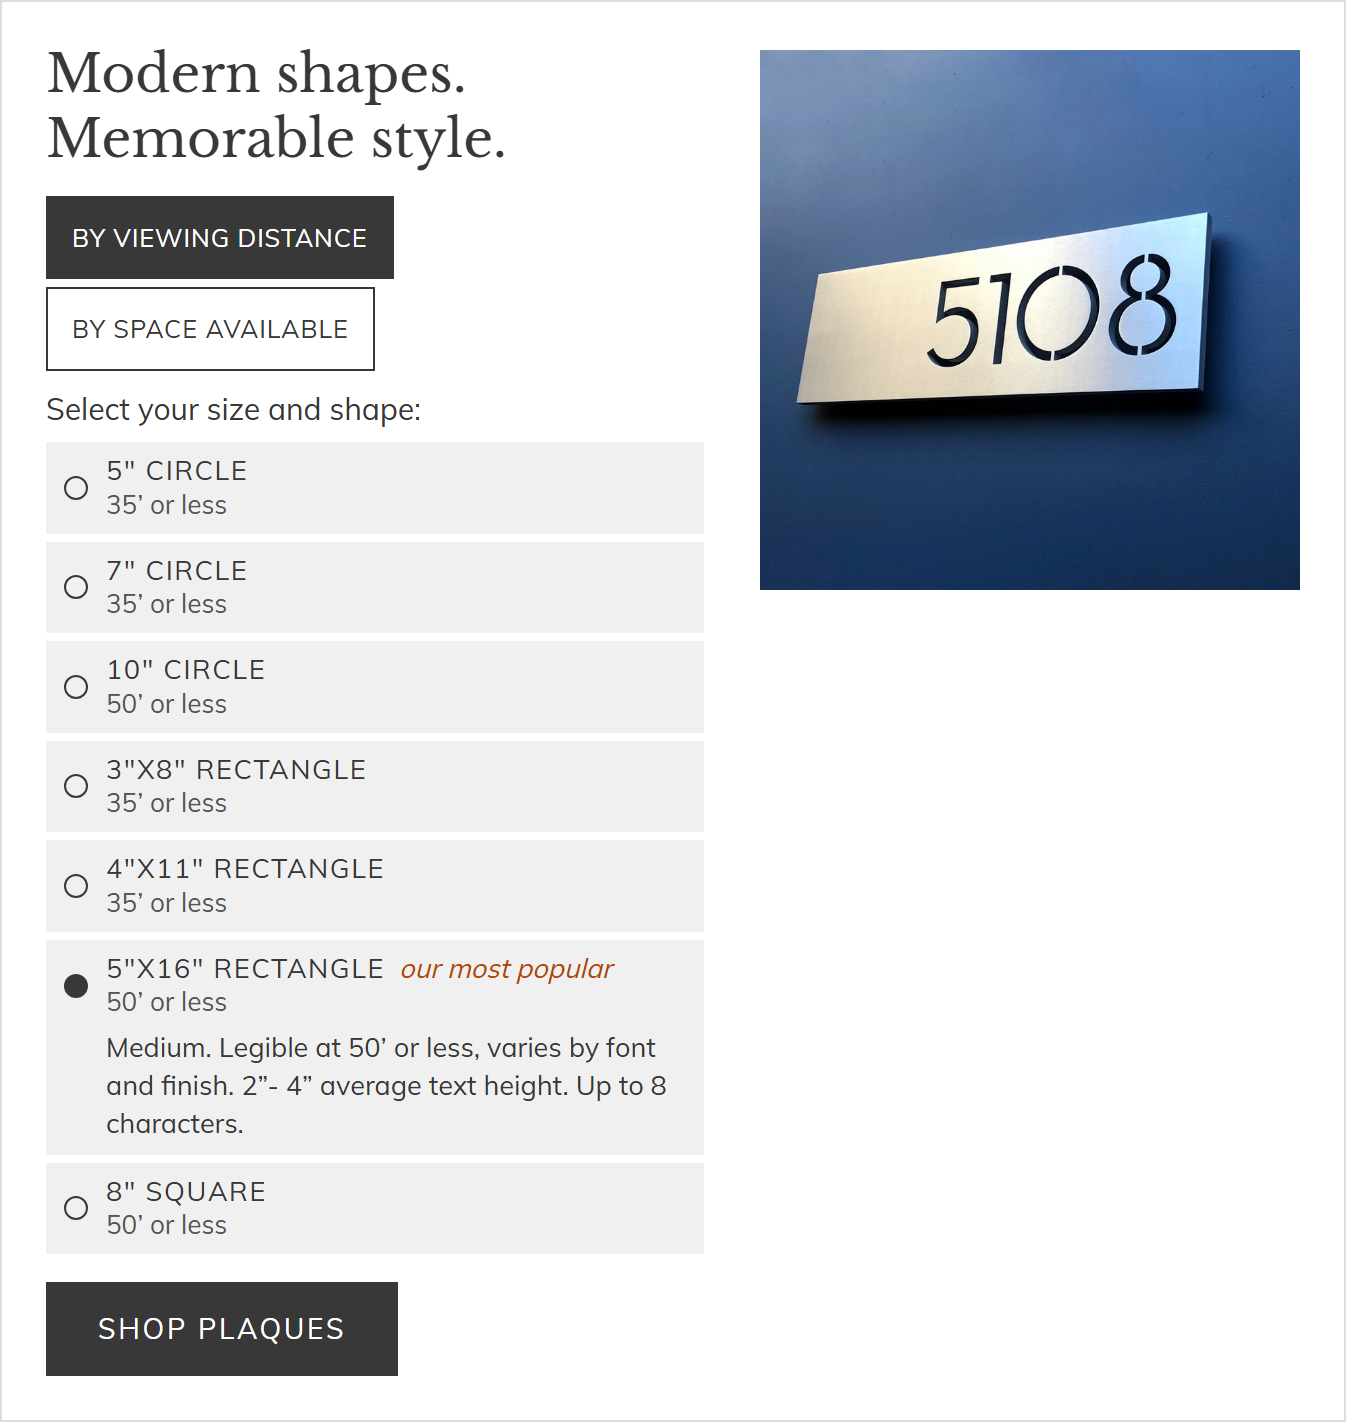 Modern shapes.
Memorable style.
BY VIEWING DISTANCE
BY SPACE AVAILABLE
Select your size and shape:
5" CIRCLE
35’ or less
7" CIRCLE
35’ or less
10" CIRCLE
50’ or less
3"X8" RECTANGLE
35’ or less
4"X11" RECTANGLE
35’ or less
5"X16" RECTANGLE our most popular
50’ or less
Medium. Legible at 50’ or less, varies by font
and finish. 2”- 4” average text height. Up to 8
characters.
8" SQUARE
50’ or less
SHOP PLAQUES
5108